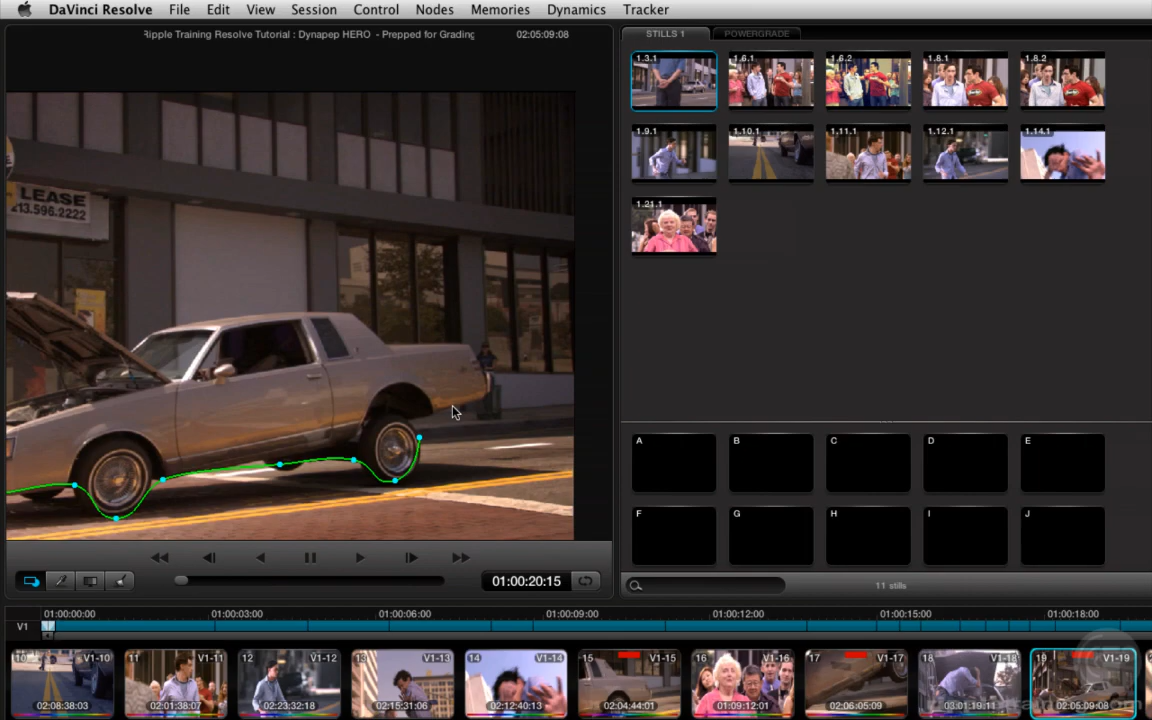 DaVinci Resolve File Edit View Session Control Nodes Memories Dynamics Tracker
Ripple Training Resolve Tutorial : Dynapep HERO - Prepped for Grading 02:05:09:08
STILLS 1 POWERGRADE
1.3.1 1.6.1 1.6.2 1.8.1 1.8.2
1.9.1 1.10.1 1.11.1 1.12.1 1.14.1
1.21.1
LEASE
213.596.2222
A B C D E
F G H I J
01:00:20:15
11 stills
01:00:00:00 01:00:03:00 01:00:06:00 01:00:09:00 01:00:12:00 01:00:15:00 01:00:18:00
V1
10 V1-10 11 V1-11 12 V1-12 13 V1-13 14 V1-14 15 V1-15 16 V1-16 17 V1-17 18 V1-18 19 V1-19
02:08:38:03 02:01:38:07 02:23:32:18 02:15:31:06 02:12:40:13 02:04:44:01 01:09:12:01 02:06:05:09 03:01:19:11 02:05:09:08